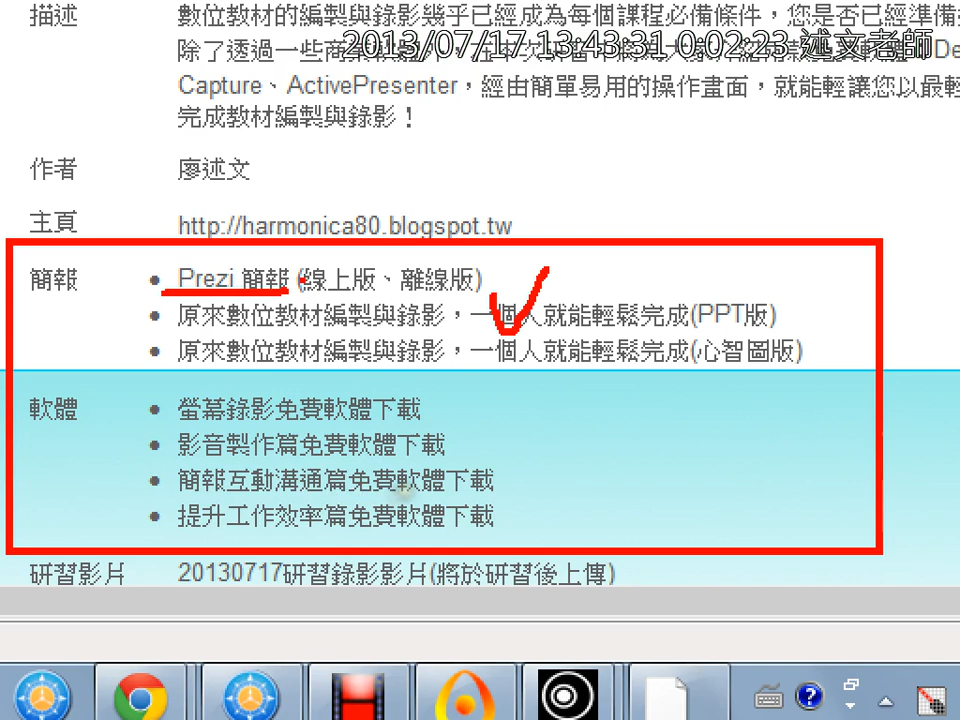 描述 數位教材的編製與錄影幾乎已經成為每個課程必備條件，您是否已經準備
2013/07/17 13:43:31 0:02:23 述文老師
除了透過一些商
Capture、ActivePresenter，經由簡單易用的操作畫面，就能輕讓您以最輕
完成教材編製與錄影！
作者 廖述文
主頁 http://harmonica80.blogspot.tw
簡報 • Prezi 簡報 (線上版、離線版)
• 原來數位教材編製與錄影，一個人就能輕鬆完成(PPT版)
• 原來數位教材編製與錄影，一個人就能輕鬆完成(心智圖版)
軟體 • 螢幕錄影免費軟體下載
• 影音製作篇免費軟體下載
• 簡報互動溝通篇免費軟體下載
• 提升工作效率篇免費軟體下載
研習影片 20130717研習錄影影片(將於研習後上傳)